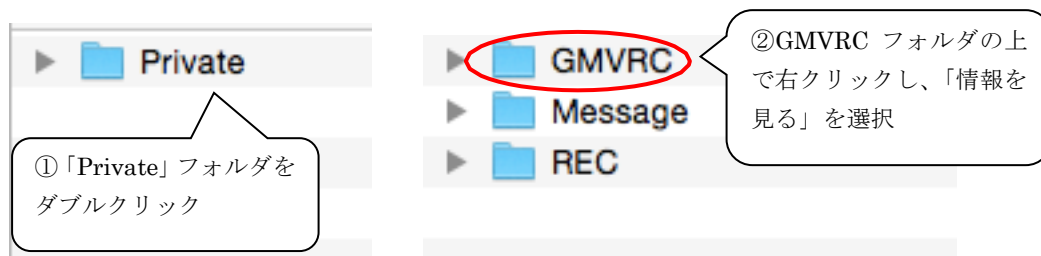 Private
①「Private」フォルダを
ダブルクリック
GMVRC
Message
REC
②GMVRC フォルダの上
で右クリックし、「情報を
見る」を選択